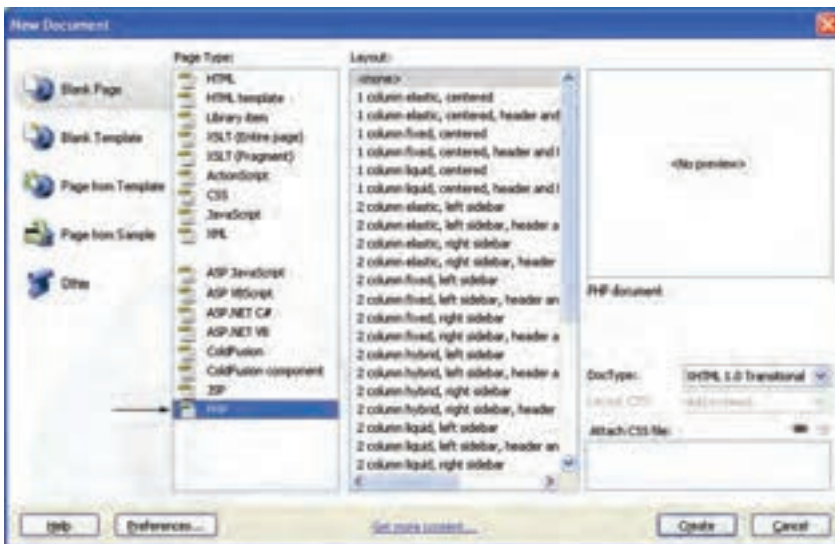 New Document
Blank Page
Blank Template
Page from Template
Page from Sample
Other
Page Type:
HTML
HTML template
Library item
XSLT (Entire page)
XSLT (Fragment)
ActionScript
CSS
JavaScript
XML
ASP JavaScript
ASP VBScript
ASP.NET C#
ASP.NET VB
ColdFusion
ColdFusion component
JSP
PHP
Layout:
<none>
1 column elastic, centered
1 column elastic, centered, header and
1 column fixed, centered
1 column fixed, centered, header and f
1 column liquid, centered
1 column liquid, centered, header and f
2 column elastic, left sidebar
2 column elastic, left sidebar, header a
2 column elastic, right sidebar
2 column elastic, right sidebar, header
2 column fixed, left sidebar
2 column fixed, left sidebar, header an
2 column fixed, right sidebar
2 column fixed, right sidebar, header a
2 column hybrid, left sidebar
2 column hybrid, left sidebar, header a
2 column hybrid, right sidebar
2 column hybrid, right sidebar, header
2 column liquid, left sidebar
2 column liquid, left sidebar, header an
2 column liquid, right sidebar
<No preview>
PHP document
DocType: XHTML 1.0 Transitional
Layout CSS:
Attach CSS file:
Help
Preferences...
Get more content...
Create
Cancel